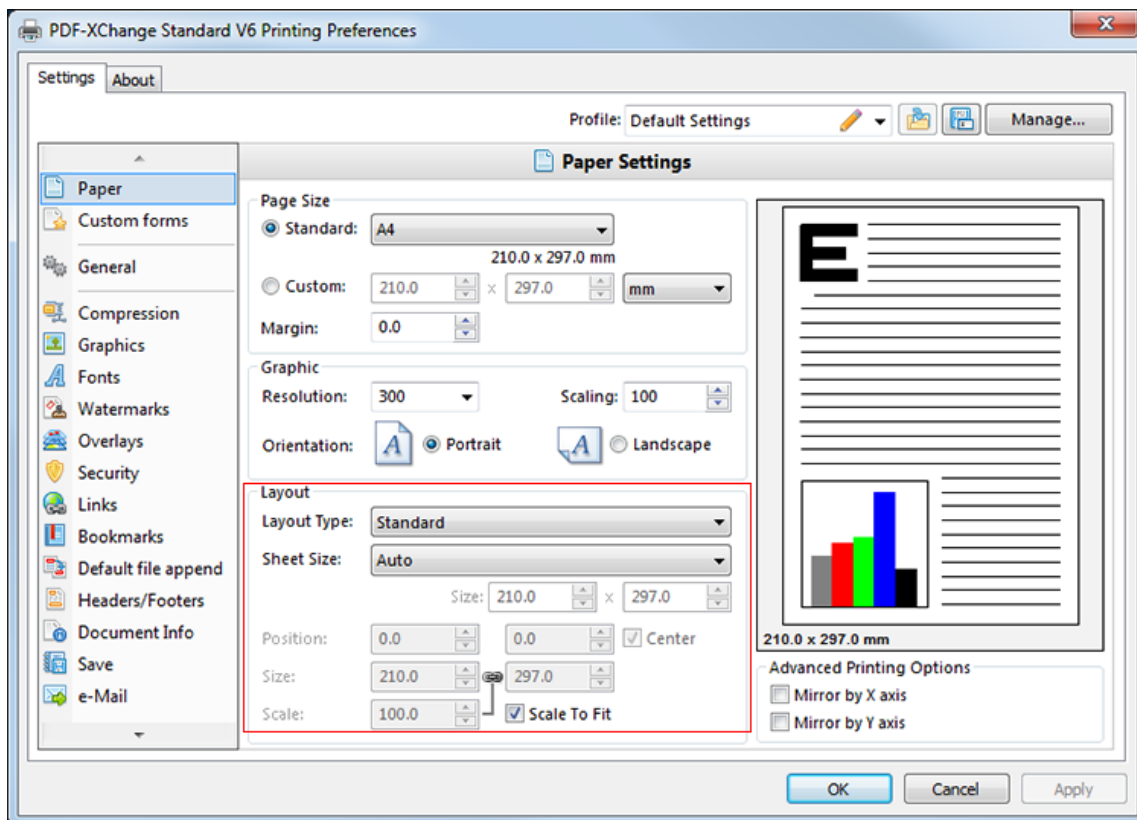 PDF-XChange Standard V6 Printing Preferences
Settings About
Profile: Default Settings Manage...
Paper
Custom forms
General
Compression
Graphics
Fonts
Watermarks
Overlays
Security
Links
Bookmarks
Default file append
Headers/Footers
Document Info
Save
e-Mail
Paper Settings
Page Size
Standard: A4
210.0 x 297.0 mm
Custom: 210.0 x 297.0 mm
Margin: 0.0
Graphic
Resolution: 300 Scaling: 100
Orientation: A Portrait A Landscape
Layout
Layout Type: Standard
Sheet Size: Auto
Size: 210.0 x 297.0
Position: 0.0 0.0 Center
Size: 210.0 297.0
Scale: 100.0 Scale To Fit
E
210.0 x 297.0 mm
Advanced Printing Options
Mirror by X axis
Mirror by Y axis
OK Cancel Apply